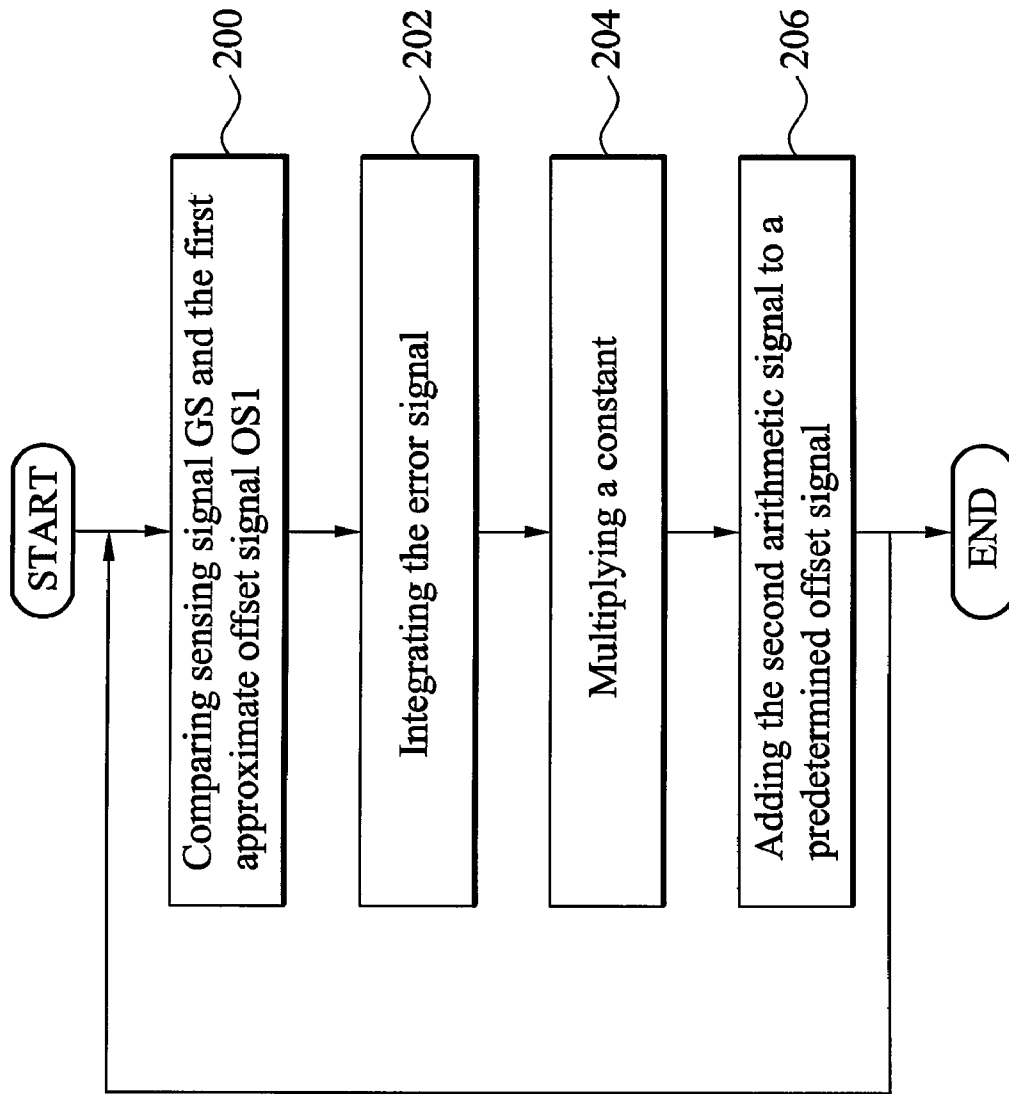 START
Comparing sensing signal GS and the first
approximate offset signal OS1
200
Integrating the error signal
202
Multiplying a constant
204
Adding the second arithmetic signal to a
predetermined offset signal
206
END